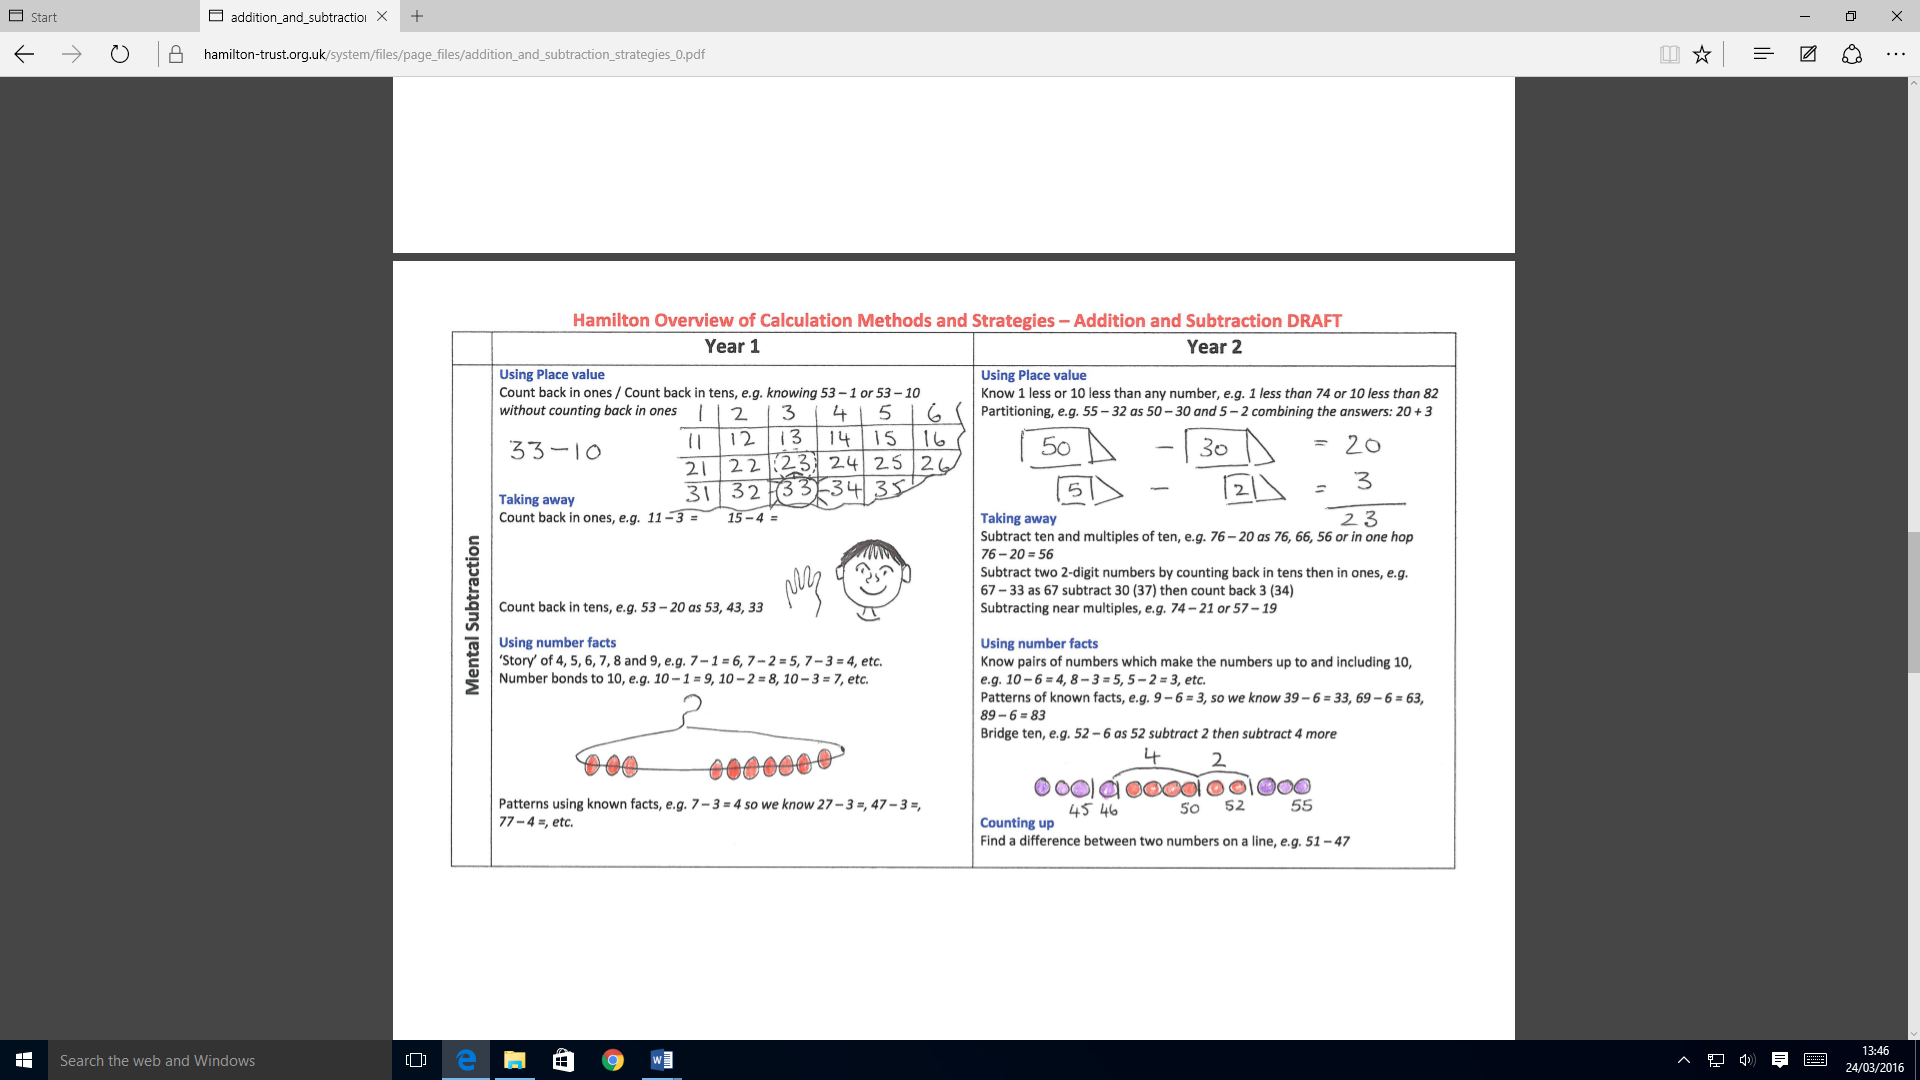 Start
addition_and_subtractio
hamilton-trust.org.uk/system/files/page_files/addition_and_subtraction_strategies_0.pdf
Hamilton Overview of Calculation Methods and Strategies – Addition and Subtraction DRAFT
Year 1
Year 2
Mental Subtraction
Using Place value
Count back in ones / Count back in tens, e.g. knowing 53 – 1 or 53 – 10
without counting back in ones
1 2 3 4 5 6
11 12 13 14 15 16
21 22 23 24 25 26
31 32 33 34 35
33 – 10
Taking away
Count back in ones, e.g. 11 – 3 = 15 – 4 =
Count back in tens, e.g. 53 – 20 as 53, 43, 33
Using number facts
‘Story’ of 4, 5, 6, 7, 8 and 9, e.g. 7 – 1 = 6, 7 – 2 = 5, 7 – 3 = 4, etc.
Number bonds to 10, e.g. 10 – 1 = 9, 10 – 2 = 8, 10 – 3 = 7, etc.
Patterns using known facts, e.g. 7 – 3 = 4 so we know 27 – 3 =, 47 – 3 =,
77 – 4 =, etc.
Using Place value
Know 1 less or 10 less than any number, e.g. 1 less than 74 or 10 less than 82
Partitioning, e.g. 55 – 32 as 50 – 30 and 5 – 2 combining the answers: 20 + 3
50 – 30 = 20
5 – 2 = 3
23
Taking away
Subtract ten and multiples of ten, e.g. 76 – 20 as 76, 66, 56 or in one hop
76 – 20 = 56
Subtract two 2-digit numbers by counting back in tens then in ones, e.g.
67 – 33 as 67 subtract 30 (37) then count back 3 (34)
Subtracting near multiples, e.g. 74 – 21 or 57 – 19
Using number facts
Know pairs of numbers which make the numbers up to and including 10,
e.g. 10 – 6 = 4, 8 – 3 = 5, 5 – 2 = 3, etc.
Patterns of known facts, e.g. 9 – 6 = 3, so we know 39 – 6 = 33, 69 – 6 = 63,
89 – 6 = 83
Bridge ten, e.g. 52 – 6 as 52 subtract 2 then subtract 4 more
4 2
45 46 50 52 55
Counting up
Find a difference between two numbers on a line, e.g. 51 – 47
Search the web and Windows
13:46
24/03/2016